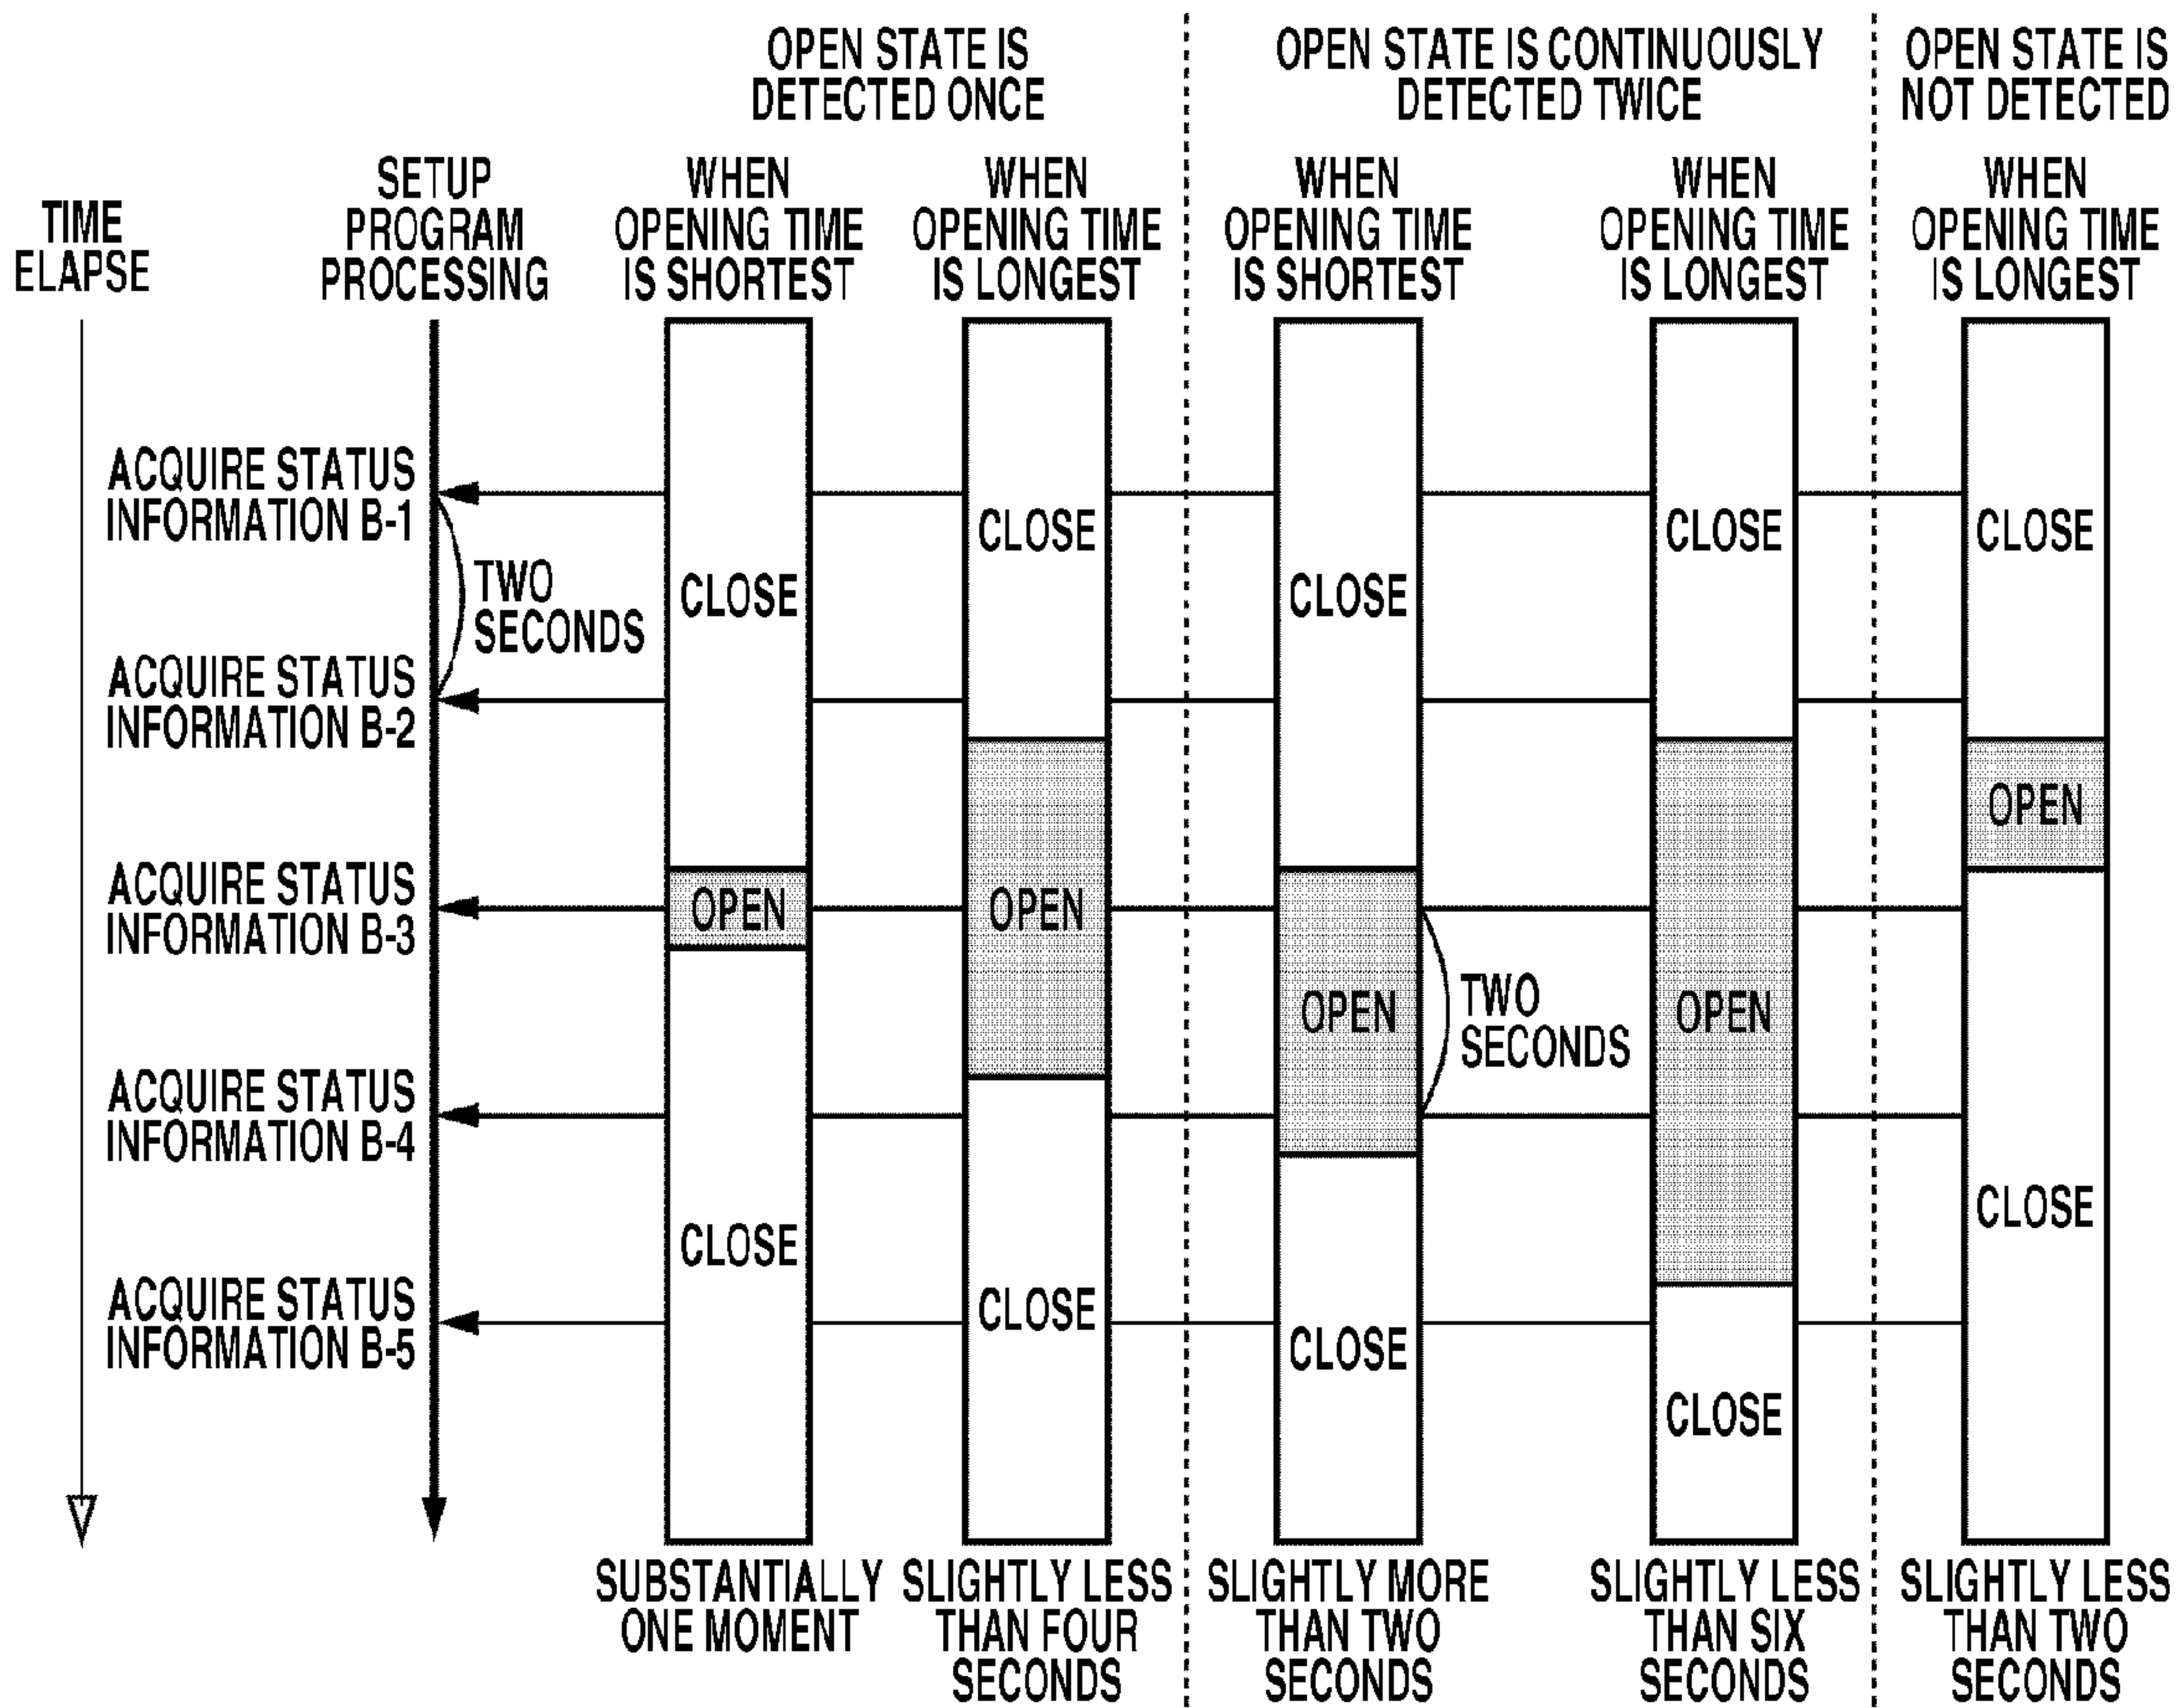 OPEN STATE IS
DETECTED ONCE
OPEN STATE IS CONTINUOUSLY
DETECTED TWICE
OPEN STATE IS
NOT DETECTED
TIME
ELAPSE
SETUP
PROGRAM
PROCESSING
WHEN
OPENING TIME
IS SHORTEST
WHEN
OPENING TIME
IS LONGEST
WHEN
OPENING TIME
IS SHORTEST
WHEN
OPENING TIME
IS LONGEST
WHEN
OPENING TIME
IS LONGEST
ACQUIRE STATUS
INFORMATION B-1
TWO
SECONDS
ACQUIRE STATUS
INFORMATION B-2
ACQUIRE STATUS
INFORMATION B-3
ACQUIRE STATUS
INFORMATION B-4
ACQUIRE STATUS
INFORMATION B-5
CLOSE
OPEN
CLOSE
SUBSTANTIALLY
ONE MOMENT
CLOSE
OPEN
CLOSE
SLIGHTLY LESS
THAN FOUR
SECONDS
CLOSE
OPEN
TWO
SECONDS
CLOSE
SLIGHTLY MORE
THAN TWO
SECONDS
CLOSE
OPEN
CLOSE
SLIGHTLY LESS
THAN SIX
SECONDS
CLOSE
OPEN
CLOSE
SLIGHTLY LESS
THAN TWO
SECONDS